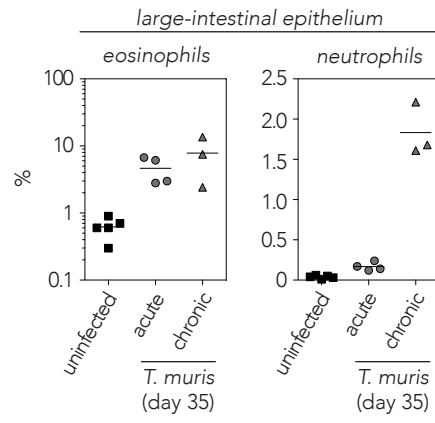 large-intestinal epithelium
eosinophils
neutrophils
%
100
10
1
0.1
2.5
2.0
1.5
1.0
0.5
0
uninfected
acute
chronic
T. muris
(day 35)
uninfected
acute
chronic
T. muris
(day 35)